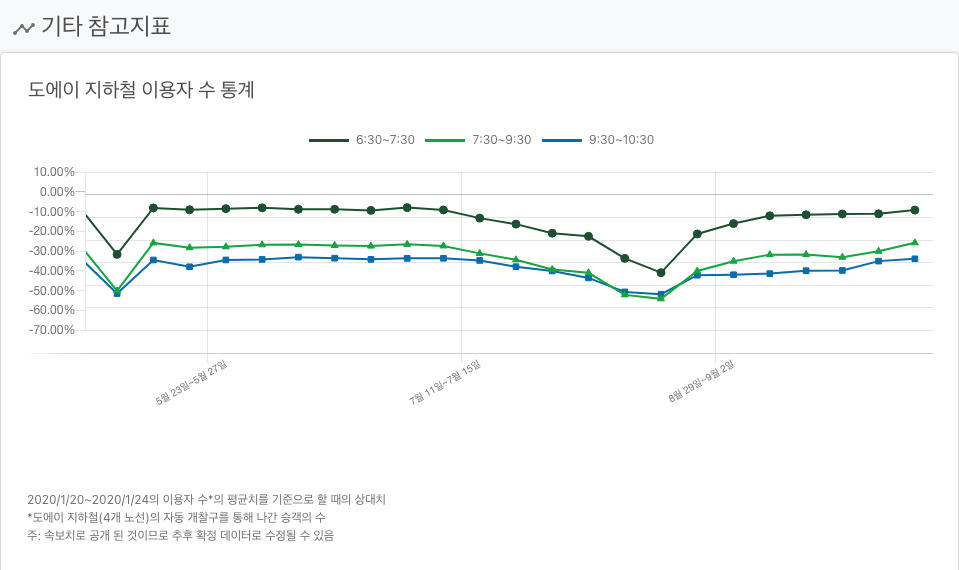 기타 참고지표
도에이 지하철 이용자 수 통계
6:30~7:30 7:30~9:30 9:30~10:30
10.00%
0.00%
-10.00%
-20.00%
-30.00%
-40.00%
-50.00%
-60.00%
-70.00%
5월 23일~5월 27일 7월 11일~7월 15일 8월 29일~9월 2일
2020/1/20~2020/1/24의 이용자 수*의 평균치를 기준으로 할 때의 상대치
*도에이 지하철(4개 노선)의 자동 개찰구를 통해 나간 승객의 수
주: 속보치로 공개 된 것이므로 추후 확정 데이터로 수정될 수 있음